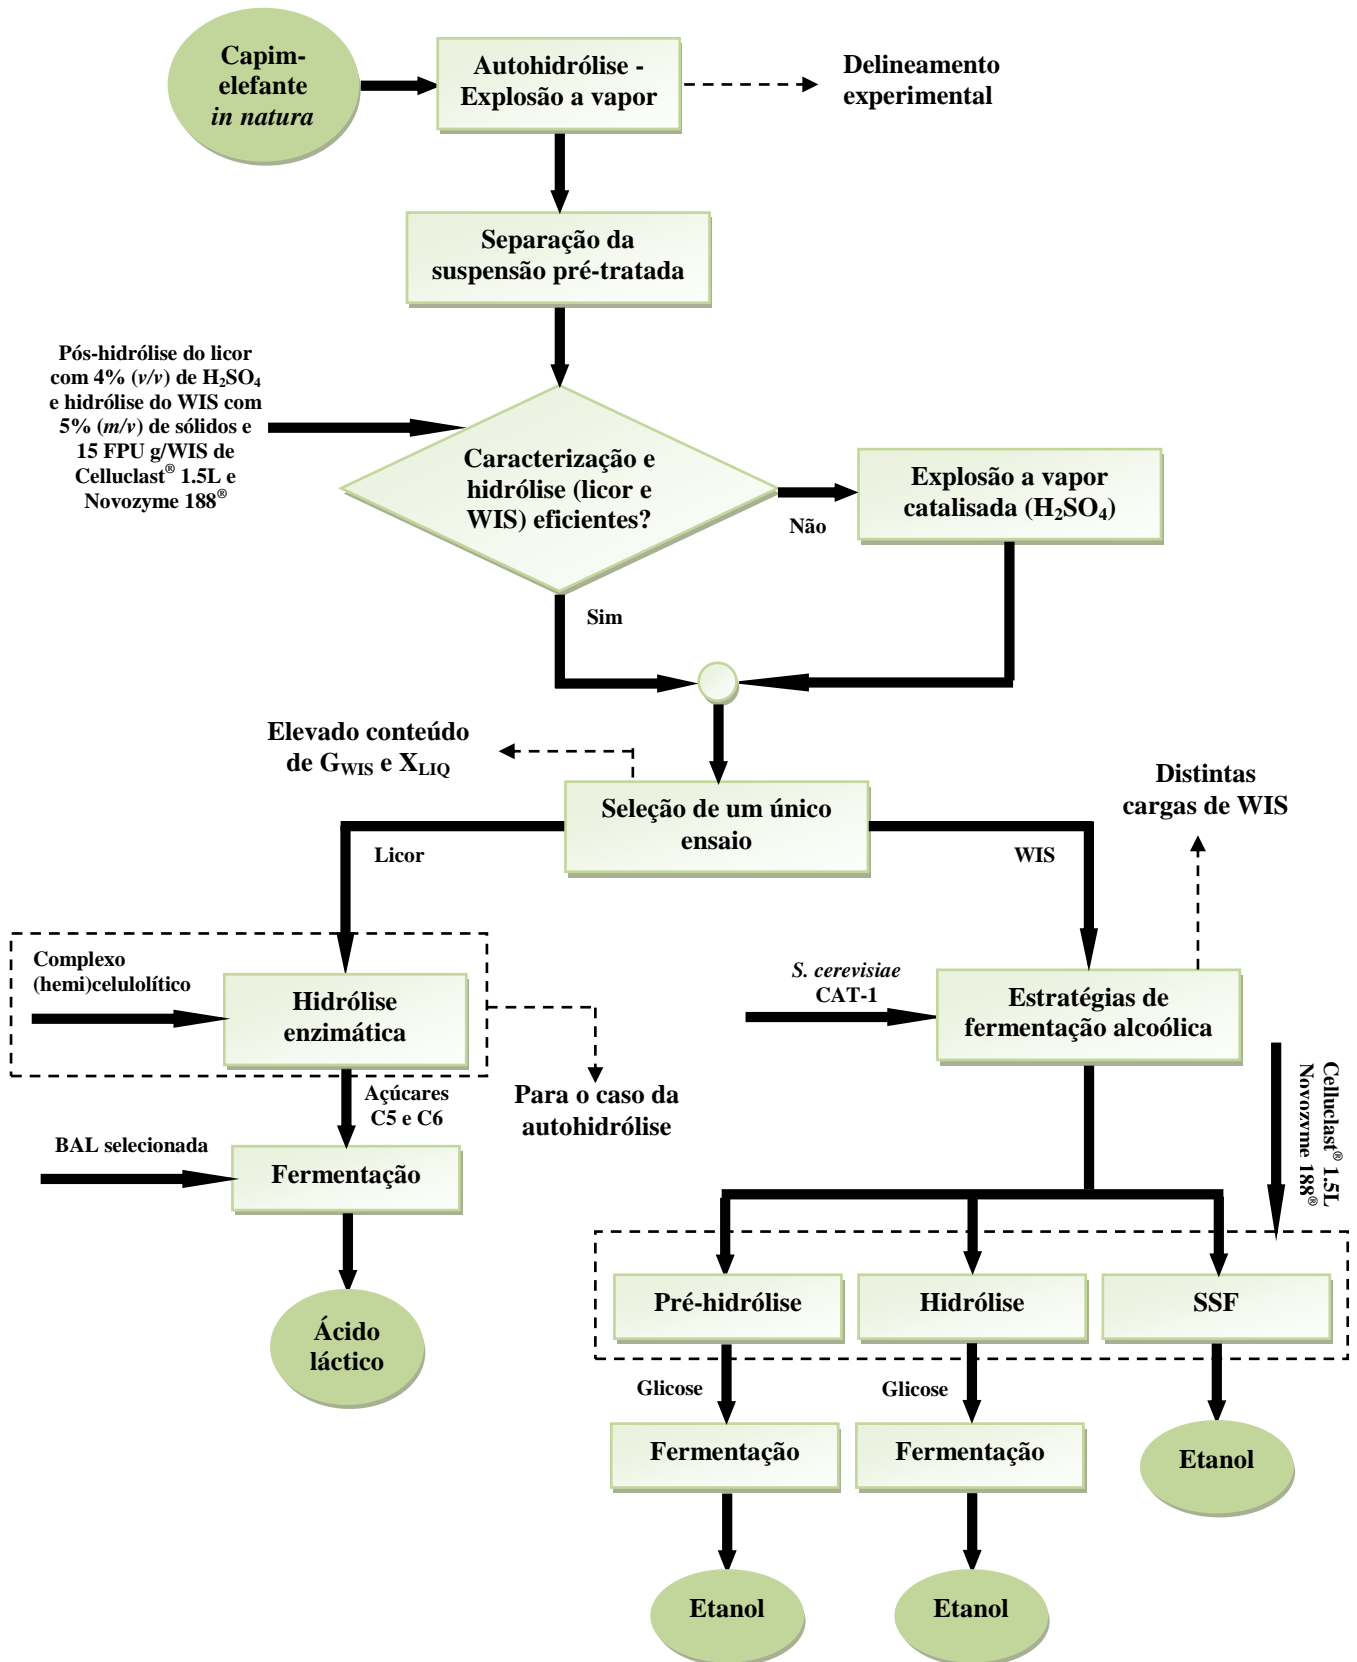 Capim-
elefante
in natura
Autohidrólise -
Explosão a vapor
Delineamento
experimental
Separação da
suspensão pré-tratada
Pós-hidrólise do licor
com 4% (v/v) de H₂SO₄
e hidrólise do WIS com
5% (m/v) de sólidos e
15 FPU g/WIS de
Celluclast® 1.5L e
Novozyme 188®
Caracterização e
hidrólise (licor e
WIS) eficientes?
Não
Explosão a vapor
catalisada (H₂SO₄)
Sim
Elevado conteúdo
de G_WIS e X_LIQ
Seleção de um único
ensaio
Distintas
cargas de WIS
Licor
WIS
Complexo
(hemi)celulolítico
Hidrólise
enzimática
S. cerevisiae
CAT-1
Estratégias de
fermentação alcoólica
Celluclast® 1.5L
Novozyme 188®
Açúcares
C5 e C6
Para o caso da
autohidrólise
BAL selecionada
Fermentação
Pré-hidrólise
Hidrólise
SSF
Ácido
láctico
Glicose
Glicose
Fermentação
Fermentação
Etanol
Etanol
Etanol